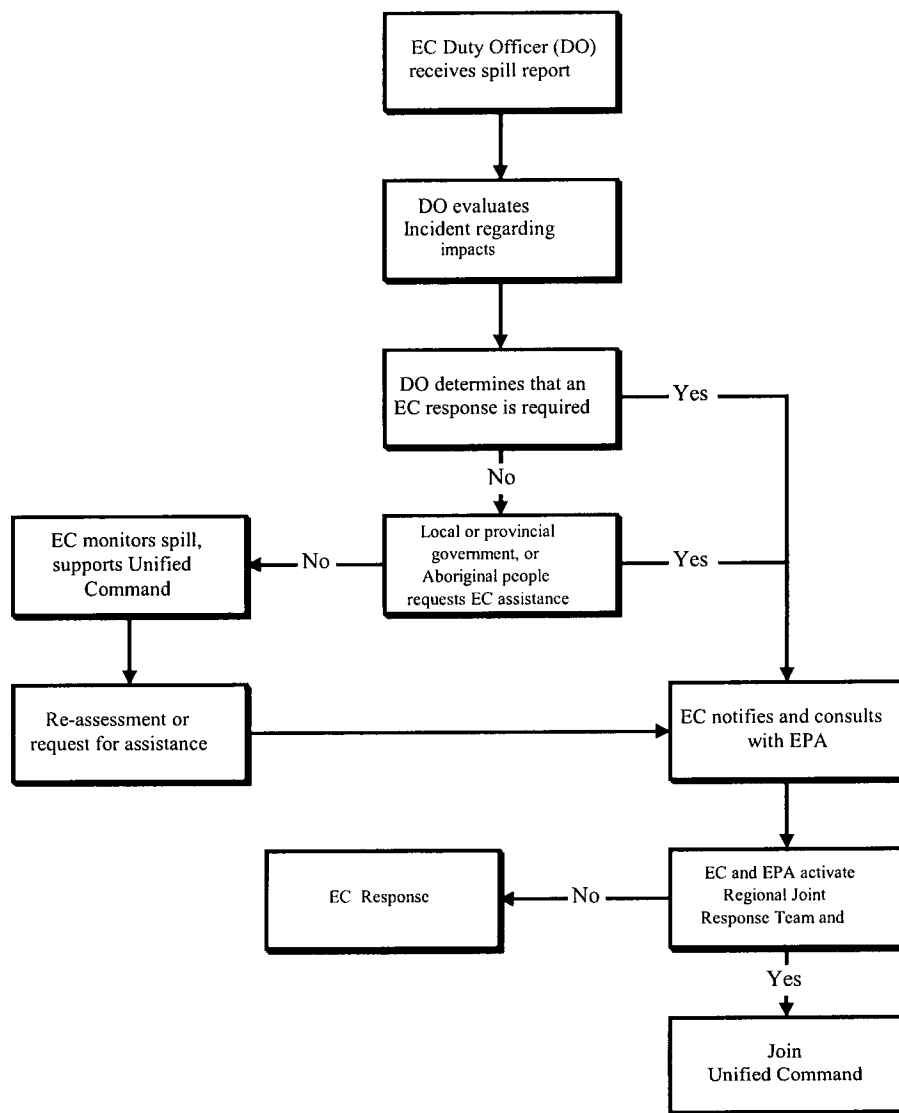 EC Duty Officer (DO)
receives spill report
DO evaluates
Incident regarding
impacts
DO determines that an
EC response is required
Yes
No
Local or provincial
government, or
Aboriginal people
requests EC assistance
Yes
No
EC monitors spill,
supports Unified
Command
Re-assessment or
request for assistance
EC notifies and consults
with EPA
EC and EPA activate
Regional Joint
Response Team and
No
EC Response
Yes
Join
Unified Command